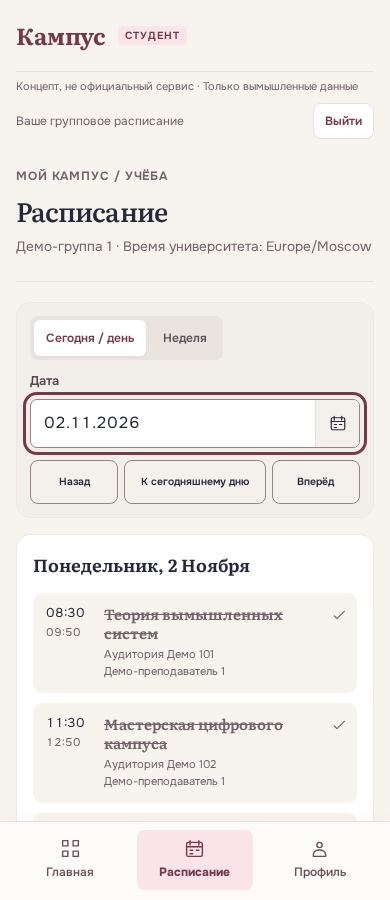 Кампус
СТУДЕНТ
Концепт, не официальный сервис · Только вымышленные данные
Ваше групповое расписание
Выйти
МОЙ КАМПУС / УЧЁБА
Расписание
Демо-группа 1 · Время университета: Europe/Moscow
Сегодня / день
Неделя
Дата
02.11.2026
Назад
К сегодняшнему дню
Вперёд
Понедельник, 2 Ноября
08:30
09:50
Теория вымышленных
систем
Аудитория Демо 101
Демо-преподаватель 1
11:30
12:50
Мастерская цифрового
кампуса
Аудитория Демо 102
Демо-преподаватель 1
Главная
Расписание
Профиль